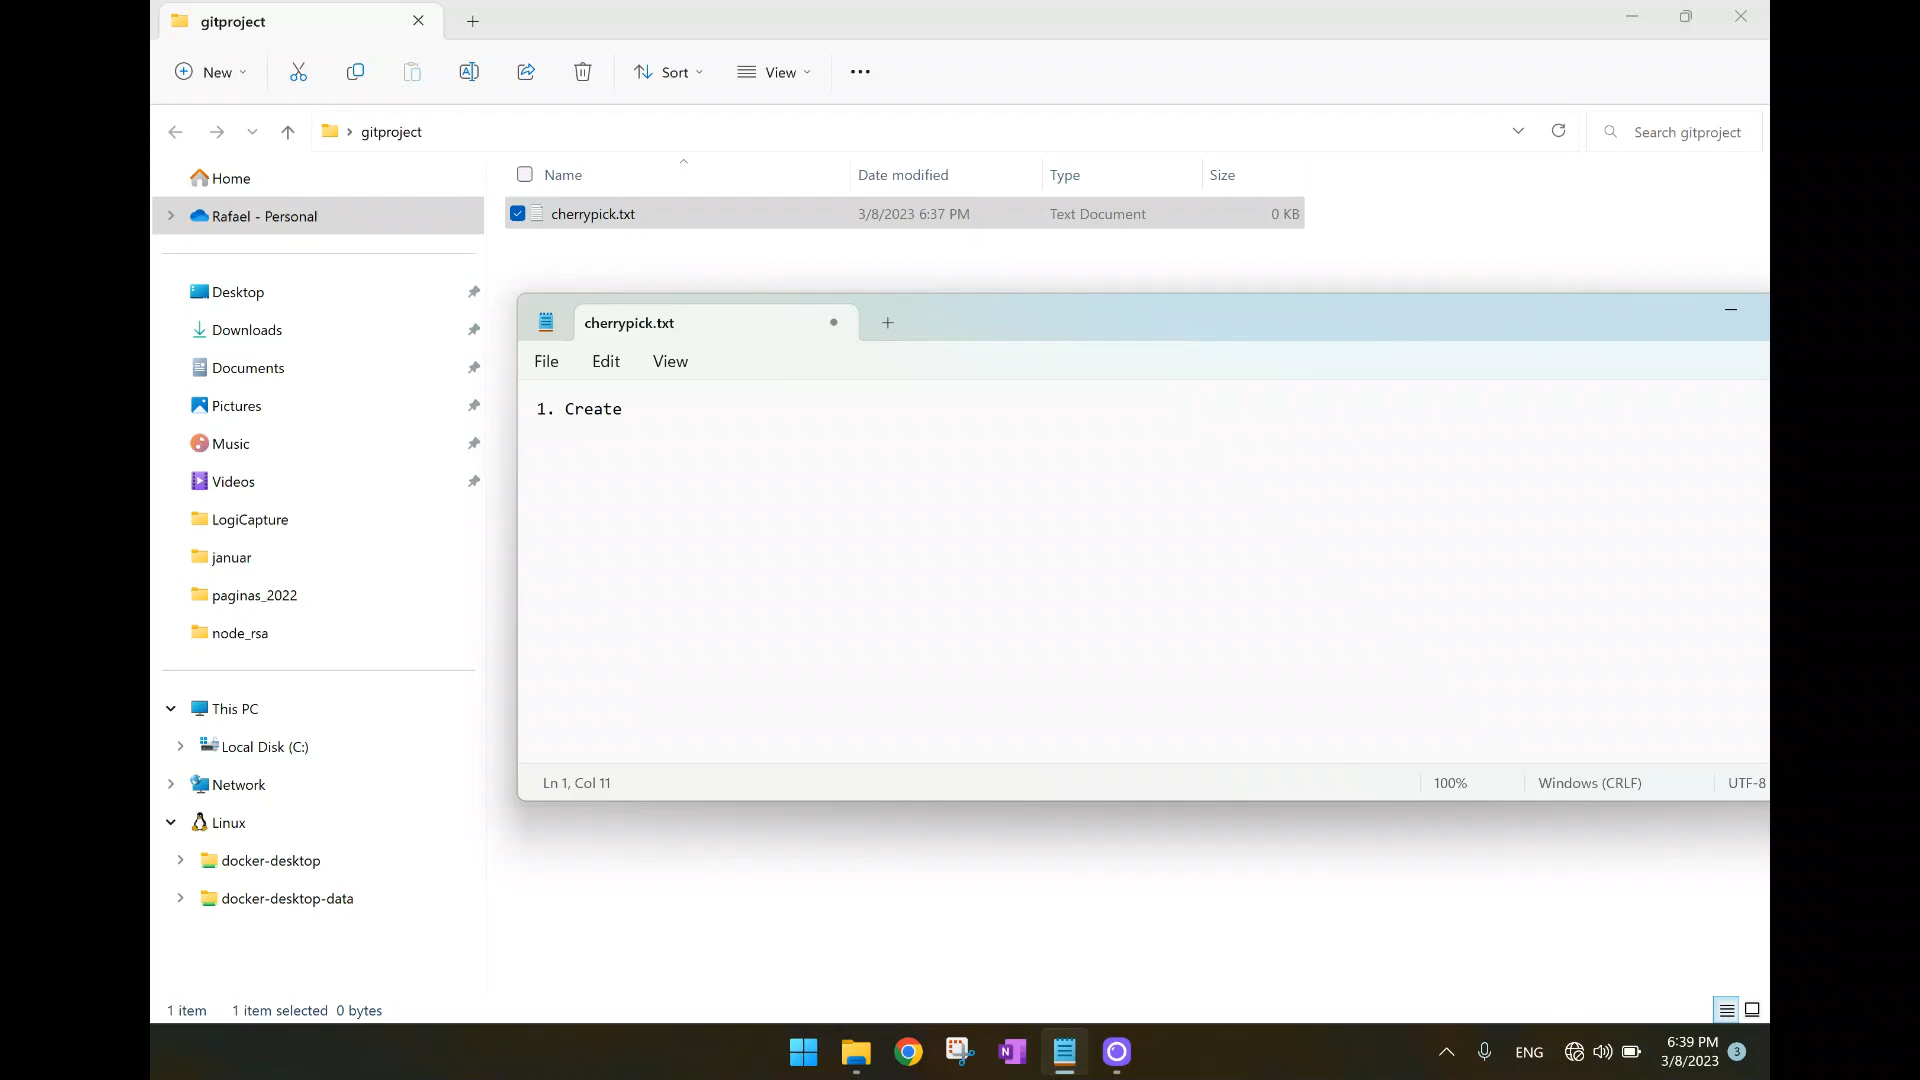 gitproject
New
Sort
View
gitproject
Search gitproject
Home
Rafael - Personal
Desktop
Downloads
Documents
Pictures
Music
Videos
LogiCapture
januar
paginas_2022
node_rsa
This PC
Local Disk (C:)
Network
Linux
docker-desktop
docker-desktop-data
Name Date modified Type Size
cherrypick.txt 3/8/2023 6:37 PM Text Document 0 KB
cherrypick.txt
File Edit View
1. Create
Ln 1, Col 11 100% Windows (CRLF) UTF-8
1 item 1 item selected 0 bytes
ENG
6:39 PM
3/8/2023
3